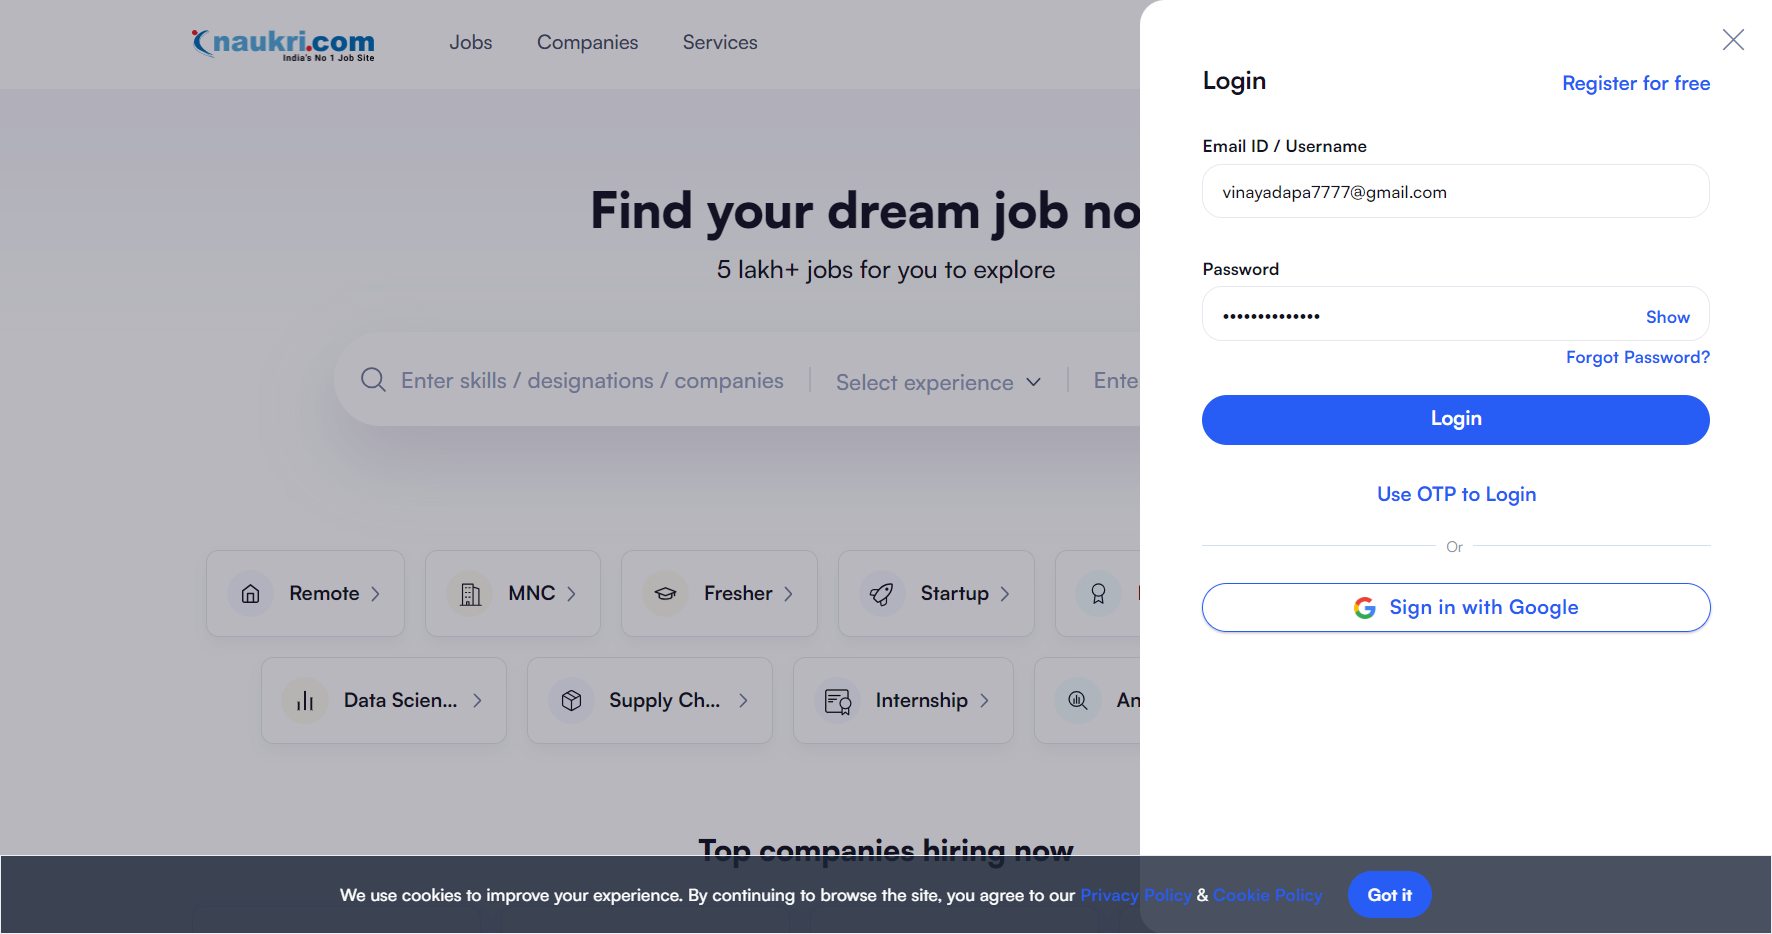 naukri.com
India's No 1 Job Site
Jobs
Companies
Services
Find your dream job no
5 lakh+ jobs for you to explore
Enter skills / designations / companies
Select experience
Ente
Remote
MNC
Fresher
Startup
Data Scien...
Supply Ch...
Internship
An
Top companies hiring now
Login
Register for free
Email ID / Username
vinayadapa7777@gmail.com
Password
••••••••••••••
Show
Forgot Password?
Login
Use OTP to Login
Or
Sign in with Google
We use cookies to improve your experience. By continuing to browse the site, you agree to our Privacy Policy & Cookie Policy
Got it